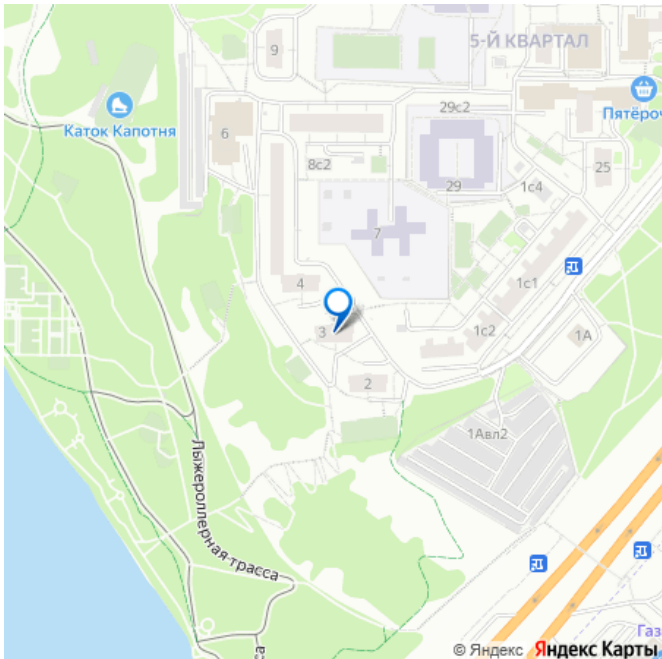 5-Й КВАРТАЛ
9
Каток Капотня
29с2
Пятёроч
6
8с2
25
29
1с4
7
4
1с1
3
1с2
1А
2
1Авл2
Лыжероллерная трасса
са
Газ
© Яндекс Яндекс Карты